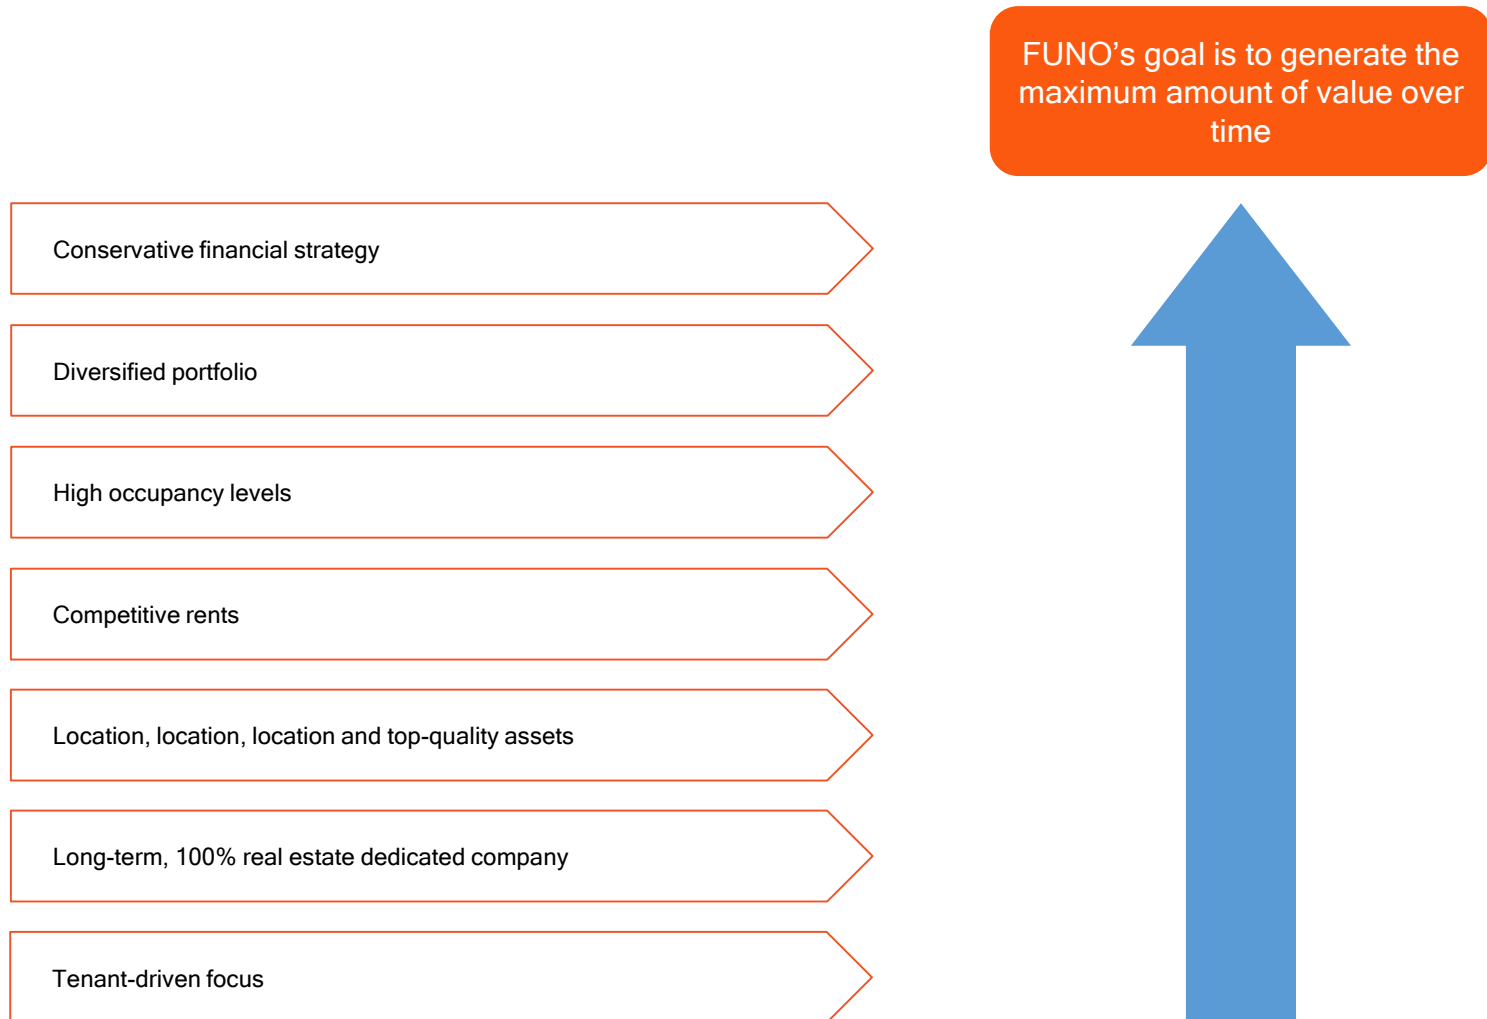 FUNO’s goal is to generate the
maximum amount of value over
time
Conservative financial strategy
Diversified portfolio
High occupancy levels
Competitive rents
Location, location, location and top-quality assets
Long-term, 100% real estate dedicated company
Tenant-driven focus